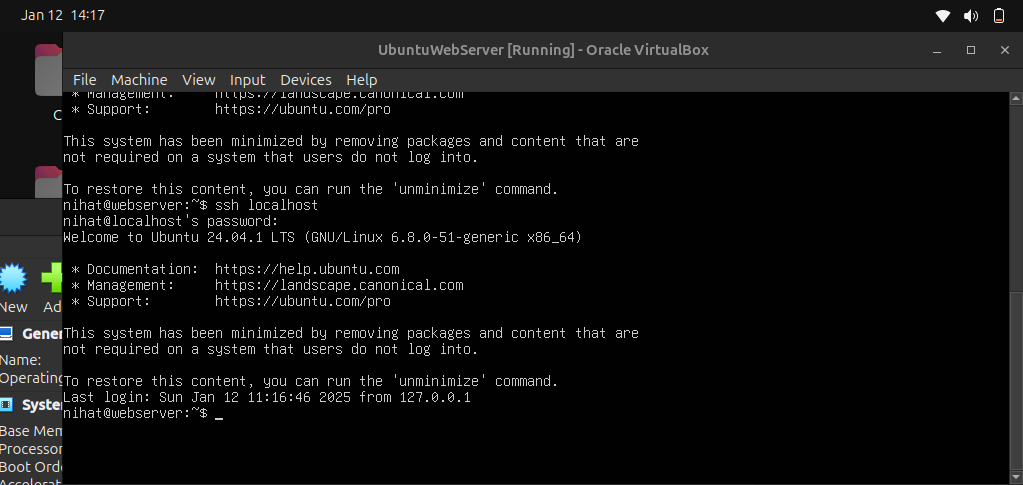 Jan 12 14:17
UbuntuWebServer [Running] - Oracle VirtualBox
File Machine View Input Devices Help
* Management: https://landscape.canonical.com
* Support: https://ubuntu.com/pro
This system has been minimized by removing packages and content that are
not required on a system that users do not log into.
To restore this content, you can run the 'unminimize' command.
nihat@webserver:~$ ssh localhost
nihat@localhost's password:
Welcome to Ubuntu 24.04.1 LTS (GNU/Linux 6.8.0-51-generic x86_64)
* Documentation: https://help.ubuntu.com
* Management: https://landscape.canonical.com
* Support: https://ubuntu.com/pro
This system has been minimized by removing packages and content that are
not required on a system that users do not log into.
To restore this content, you can run the 'unminimize' command.
Last login: Sun Jan 12 11:16:46 2025 from 127.0.0.1
nihat@webserver:~$ _
C
New Ad
Gener
Name:
Operating
Syste
Base Mem
Processor
Boot Orde
Accelerat